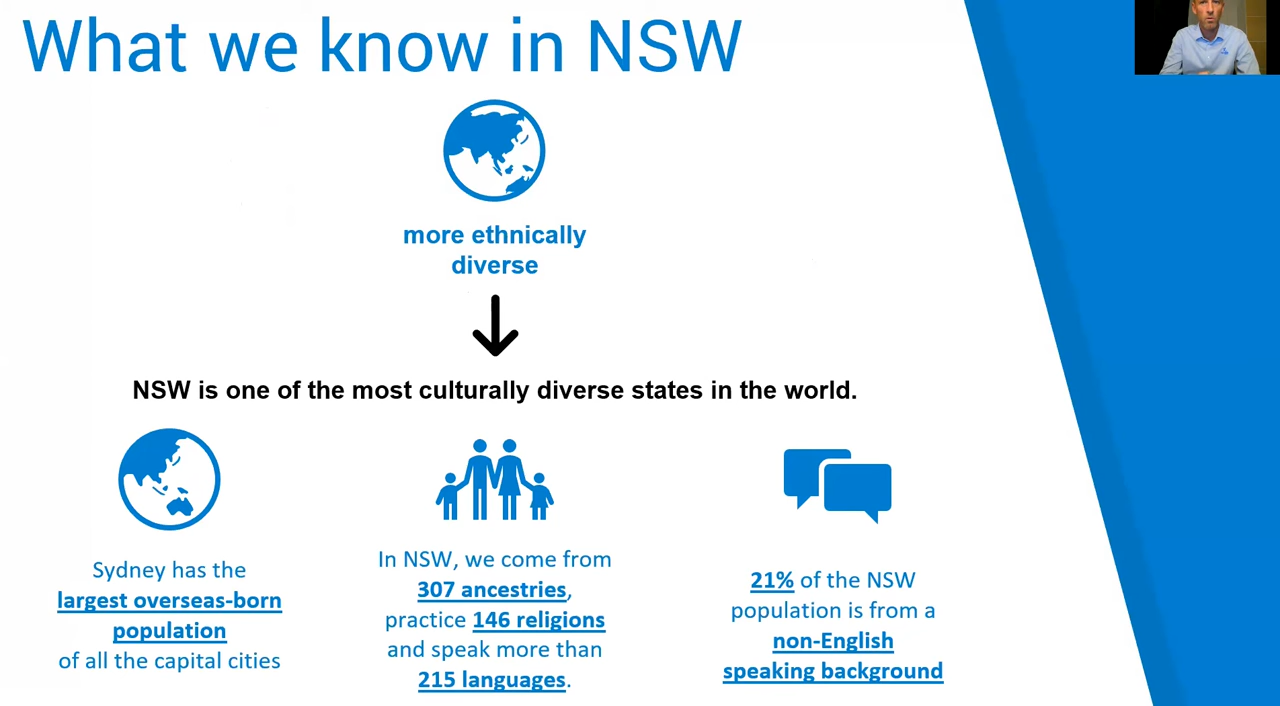 What we know in NSW
more ethnically
diverse
NSW is one of the most culturally diverse states in the world.
Sydney has the
largest overseas-born
population
of all the capital cities
In NSW, we come from
307 ancestries,
practice 146 religions
and speak more than
215 languages.
21% of the NSW
population is from a
non-English
speaking background